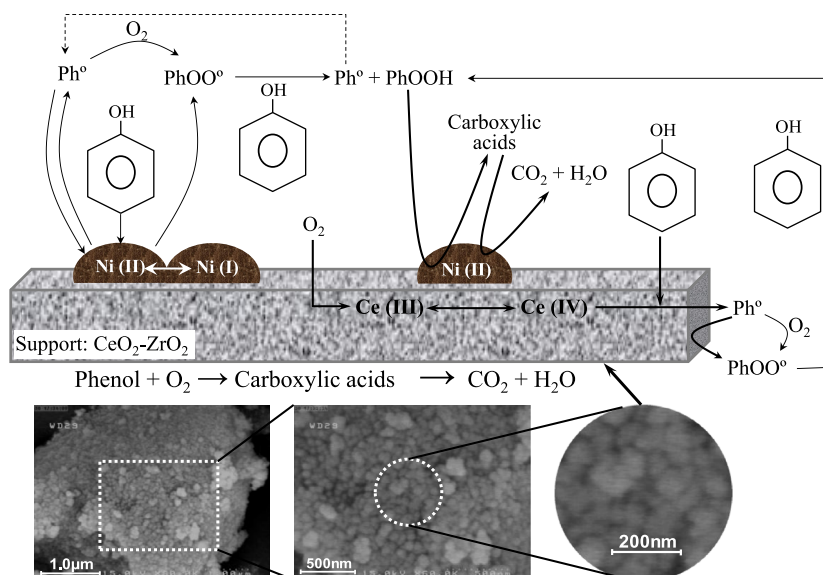 O₂
Phº
PhOOº
Phº + PhOOH
OH
OH
Carboxylic
acids
CO₂ + H₂O
OH
OH
O₂
Ni (II)
Ni (I)
Ni (II)
Ce (III)
Ce (IV)
Phº
O₂
PhOOº
Support: CeO₂-ZrO₂
Phenol + O₂ → Carboxylic acids → CO₂ + H₂O
WD29
WD29
1.0µm
500nm
200nm